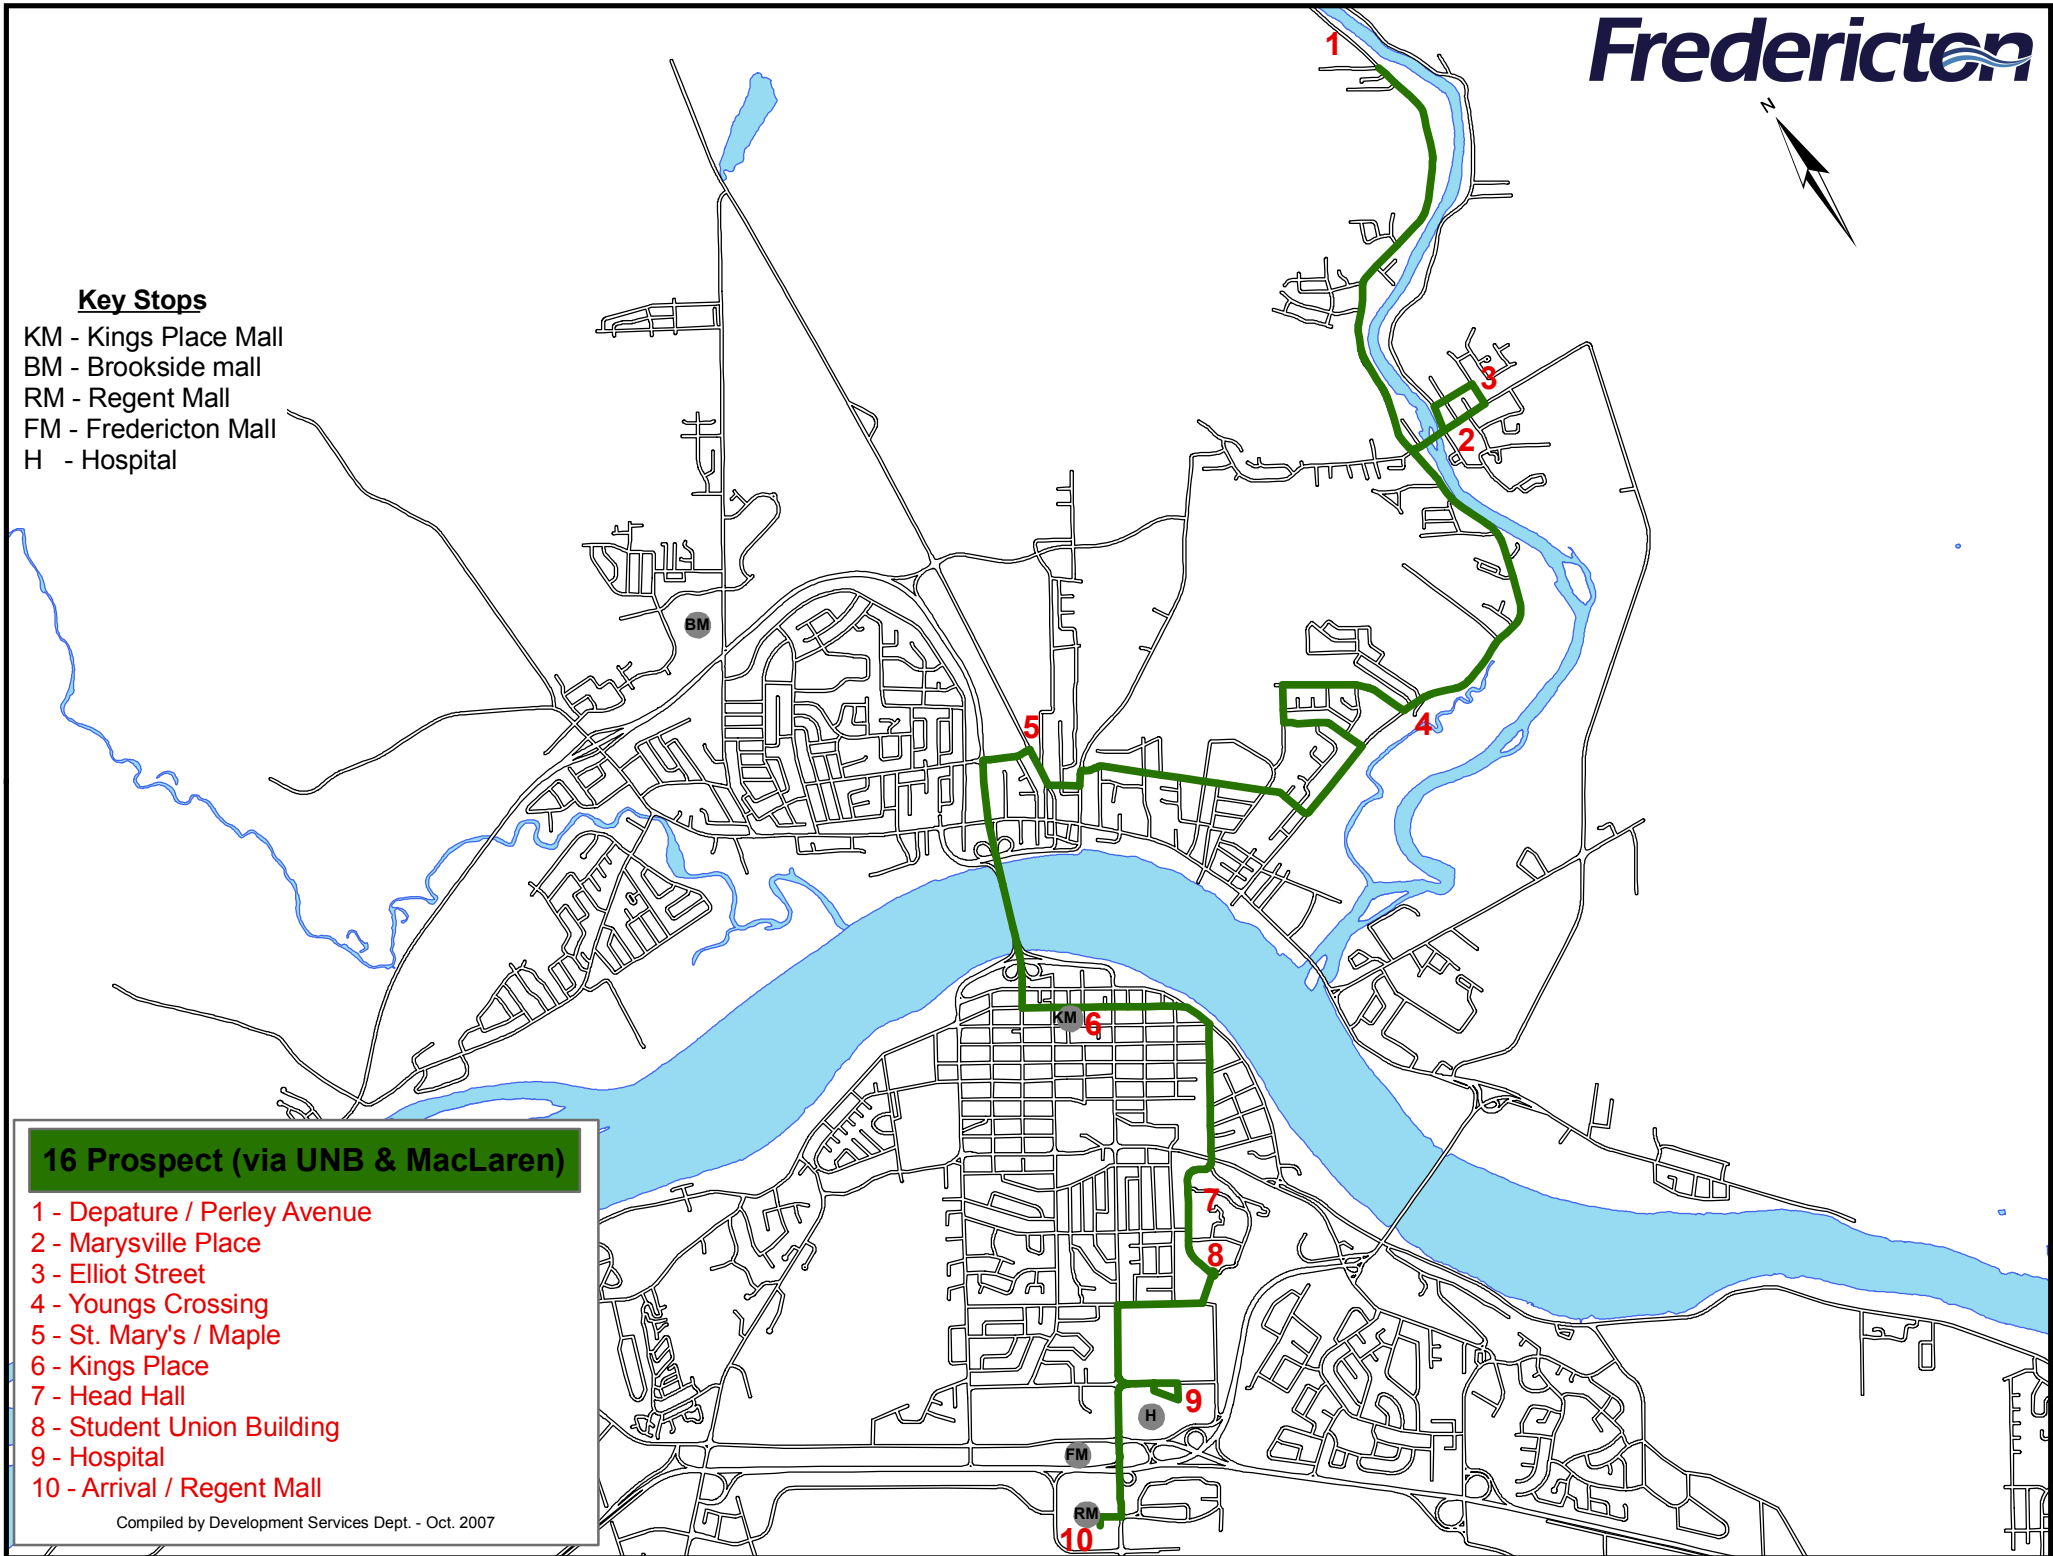 Fredericton
N
1
Key Stops
KM - Kings Place Mall
BM - Brookside mall
RM - Regent Mall
FM - Fredericton Mall
H - Hospital
3
2
BM
5
4
KM
6
7
8
9
H
FM
RM
10
16 Prospect (via UNB & MacLaren)
1 - Depature / Perley Avenue
2 - Marysville Place
3 - Elliot Street
4 - Youngs Crossing
5 - St. Mary's / Maple
6 - Kings Place
7 - Head Hall
8 - Student Union Building
9 - Hospital
10 - Arrival / Regent Mall
Compiled by Development Services Dept. - Oct. 2007